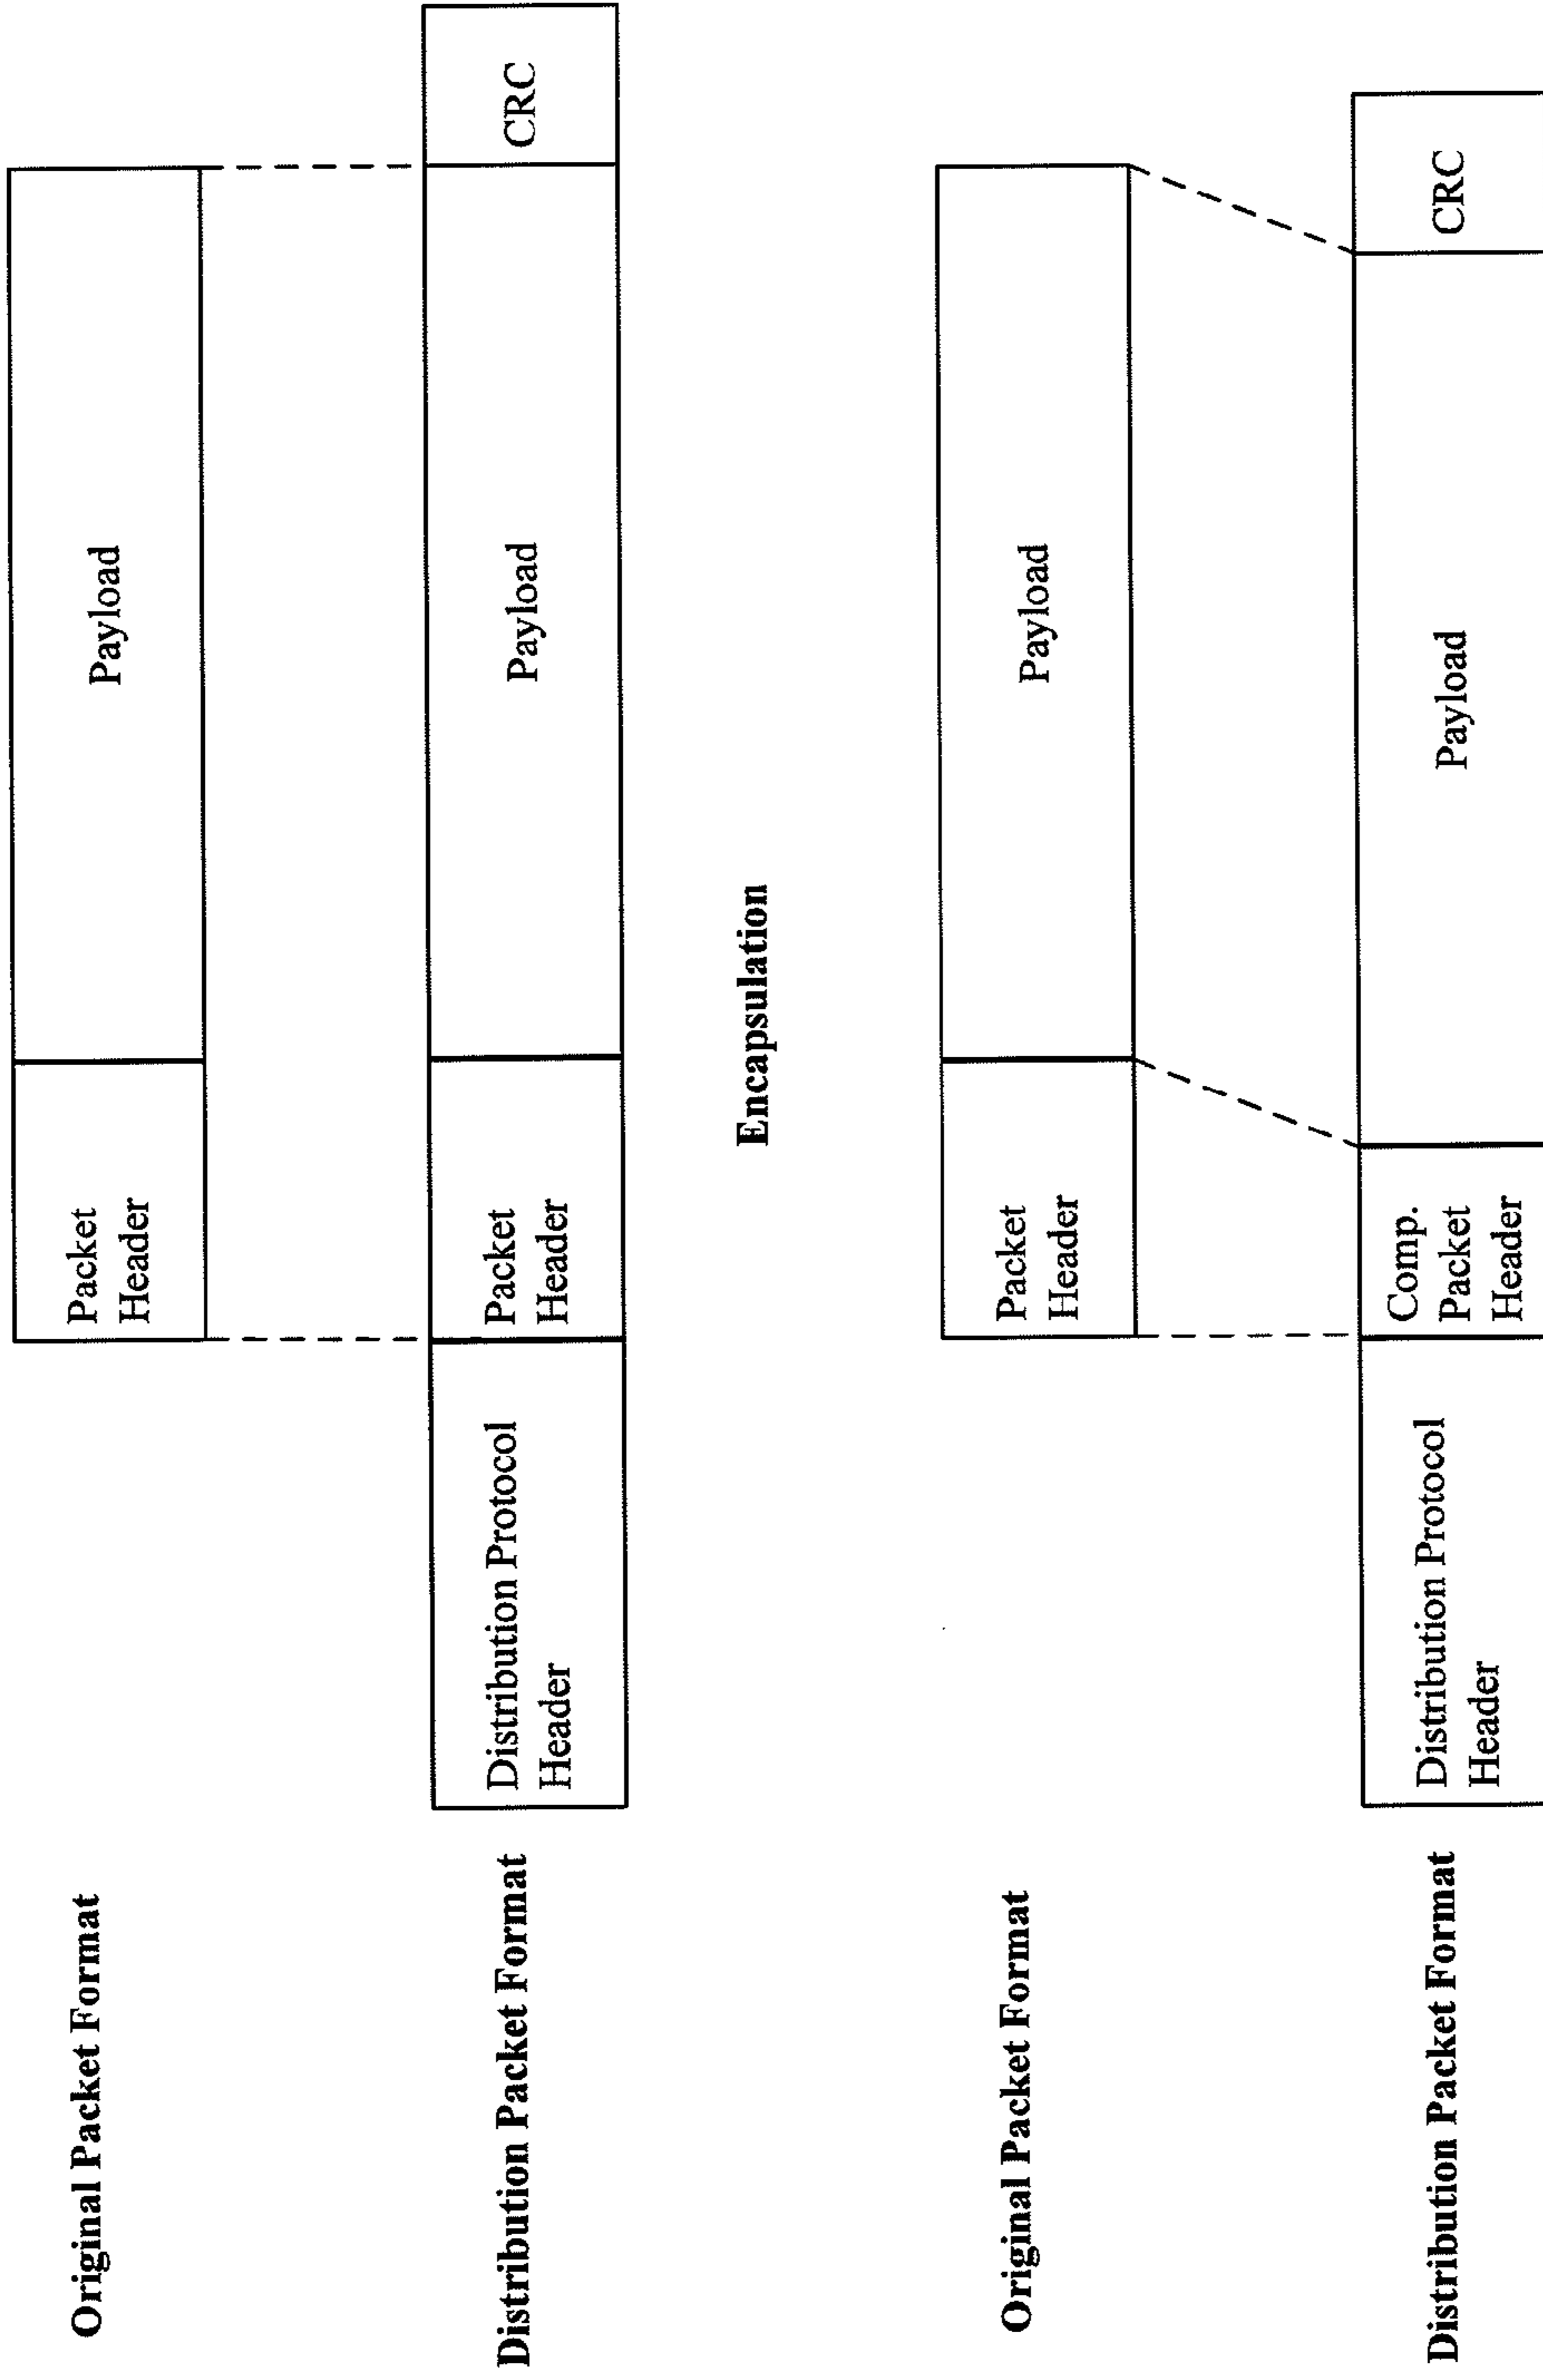 Original Packet Format
Packet
Header
Payload
Distribution Packet Format
Distribution Protocol
Header
Packet
Header
Payload
CRC
Encapsulation
Original Packet Format
Packet
Header
Payload
Distribution Packet Format
Distribution Protocol
Header
Comp.
Packet
Header
Payload
CRC